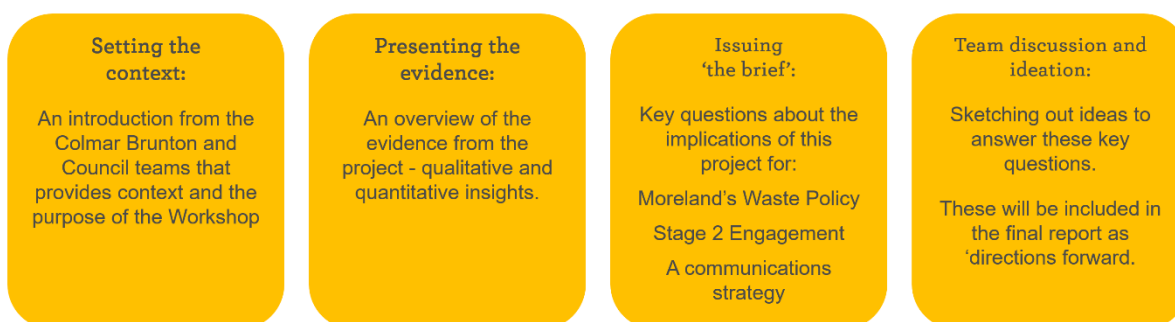 Setting the
context:
An introduction from the
Colmar Brunton and
Council teams that
provides context and the
purpose of the Workshop
Presenting the
evidence:
An overview of the
evidence from the
project - qualitative and
quantitative insights.
Issuing
‘the brief’:
Key questions about the
implications of this
project for:
Moreland’s Waste Policy
Stage 2 Engagement
A communications
strategy
Team discussion and
ideation:
Sketching out ideas to
answer these key
questions.
These will be included in
the final report as
‘directions forward.